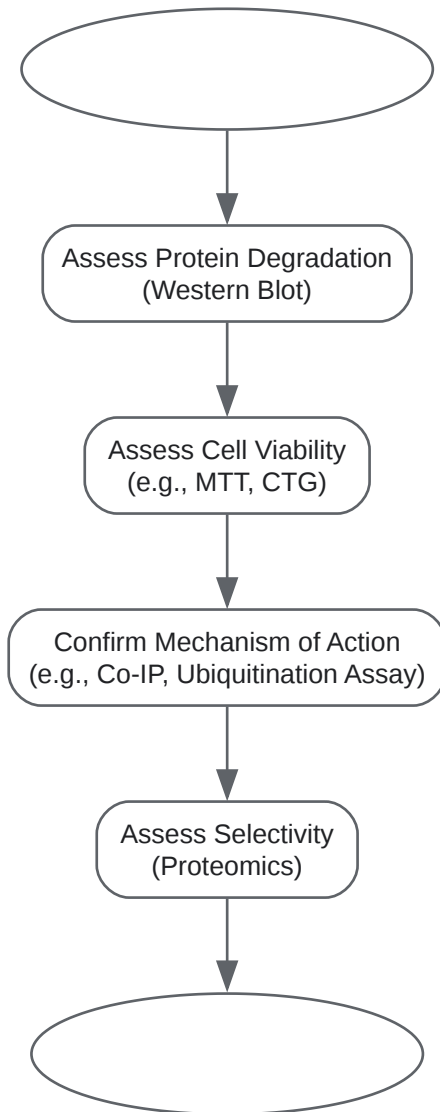 Assess Protein Degradation
(Western Blot)
Assess Cell Viability
(e.g., MTT, CTG)
Confirm Mechanism of Action
(e.g., Co-IP, Ubiquitination Assay)
Assess Selectivity
(Proteomics)